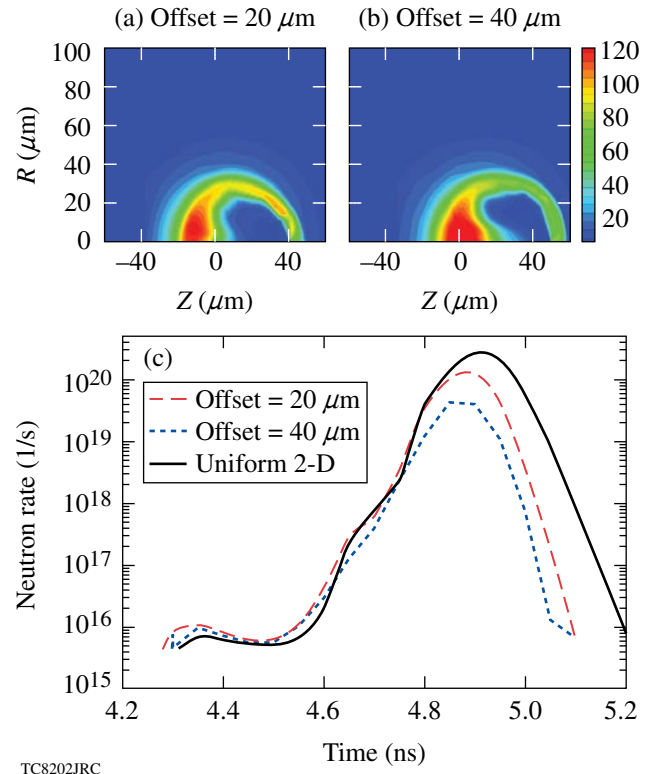 (a) Offset = 20 μm (b) Offset = 40 μm
100
80
60
40
20
0
R (μm)
–40 0 40
–40 0 40
Z (μm) Z (μm)
120
100
80
60
40
20
(c)
Offset = 20 μm
Offset = 40 μm
Uniform 2-D
Neutron rate (1/s)
10^20
10^19
10^18
10^17
10^16
10^15
4.2 4.4 4.6 4.8 5.0 5.2
Time (ns)
TC8202JRC